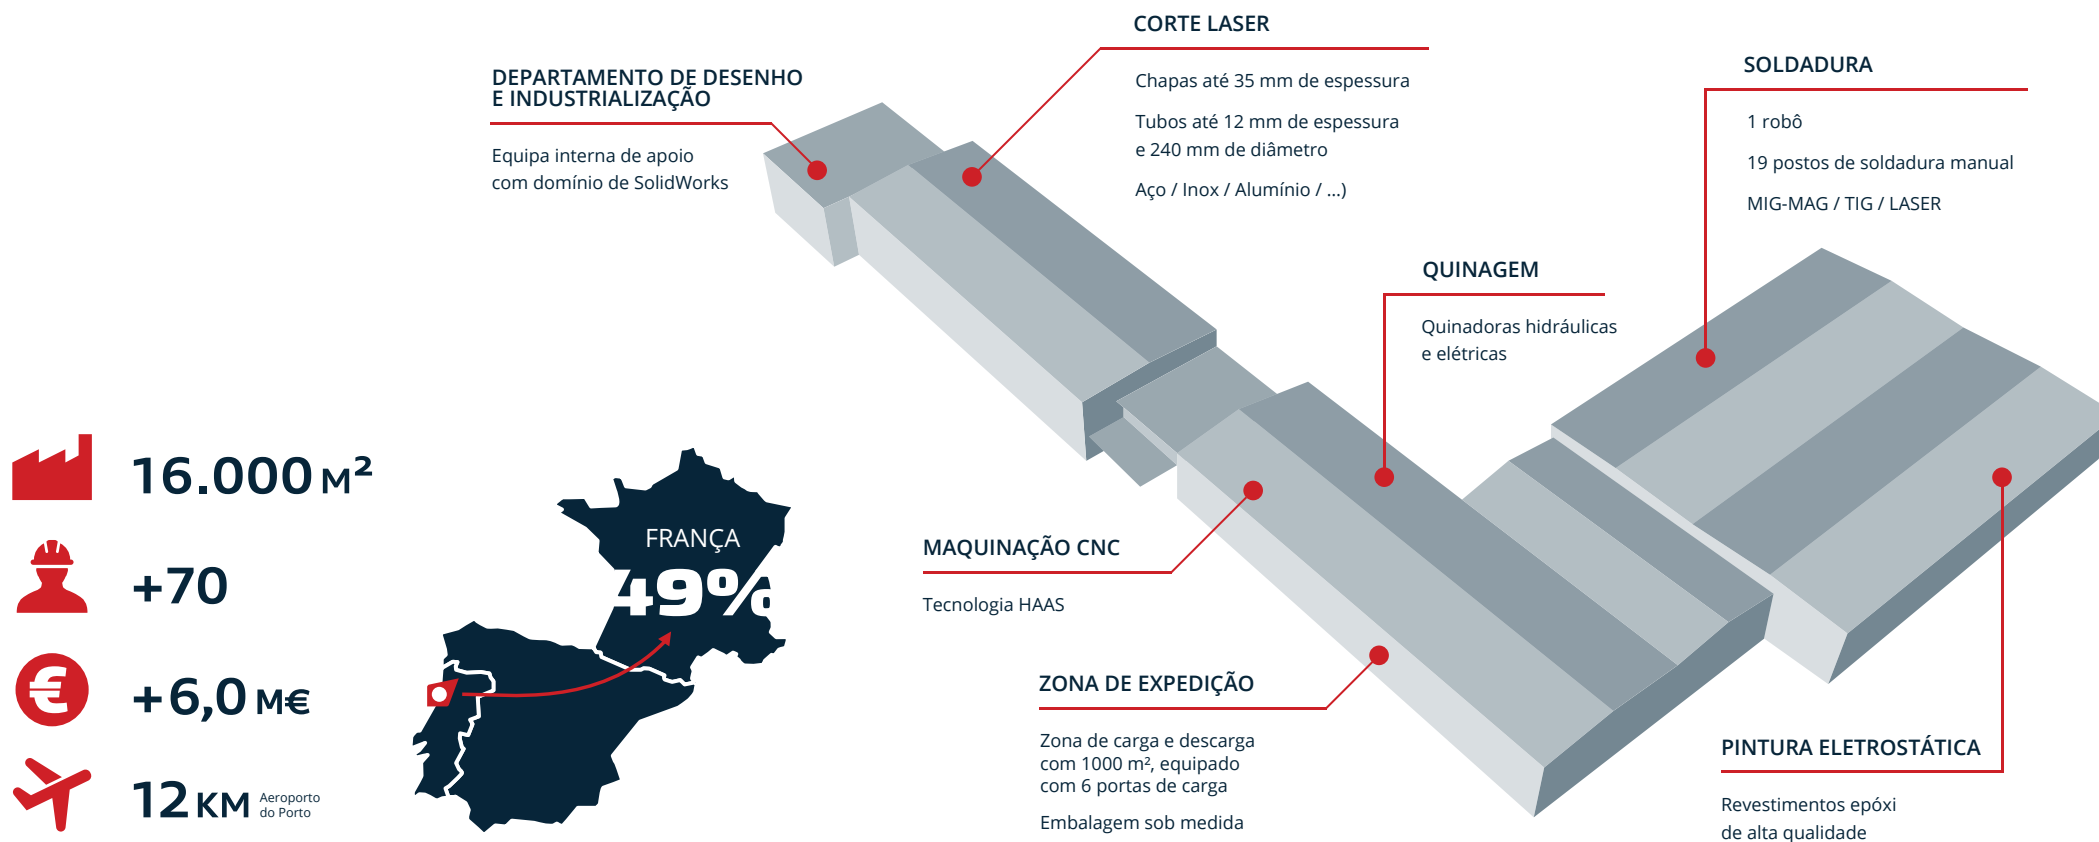 DEPARTAMENTO DE DESENHO
E INDUSTRIALIZAÇÃO
Equipa interna de apoio
com domínio de SolidWorks
CORTE LASER
Chapas até 35 mm de espessura
Tubos até 12 mm de espessura
e 240 mm de diâmetro
Aço / Inox / Alumínio / ...)
SOLDADURA
1 robô
19 postos de soldadura manual
MIG-MAG / TIG / LASER
QUINAGEM
Quinadoras hidráulicas
e elétricas
16.000 M²
+70
+6,0 M€
12 KM
Aeroporto
do Porto
FRANÇA
49%
MAQUINAÇÃO CNC
Tecnologia HAAS
ZONA DE EXPEDIÇÃO
Zona de carga e descarga
com 1000 m², equipado
com 6 portas de carga
Embalagem sob medida
PINTURA ELETROSTÁTICA
Revestimentos epóxi
de alta qualidade